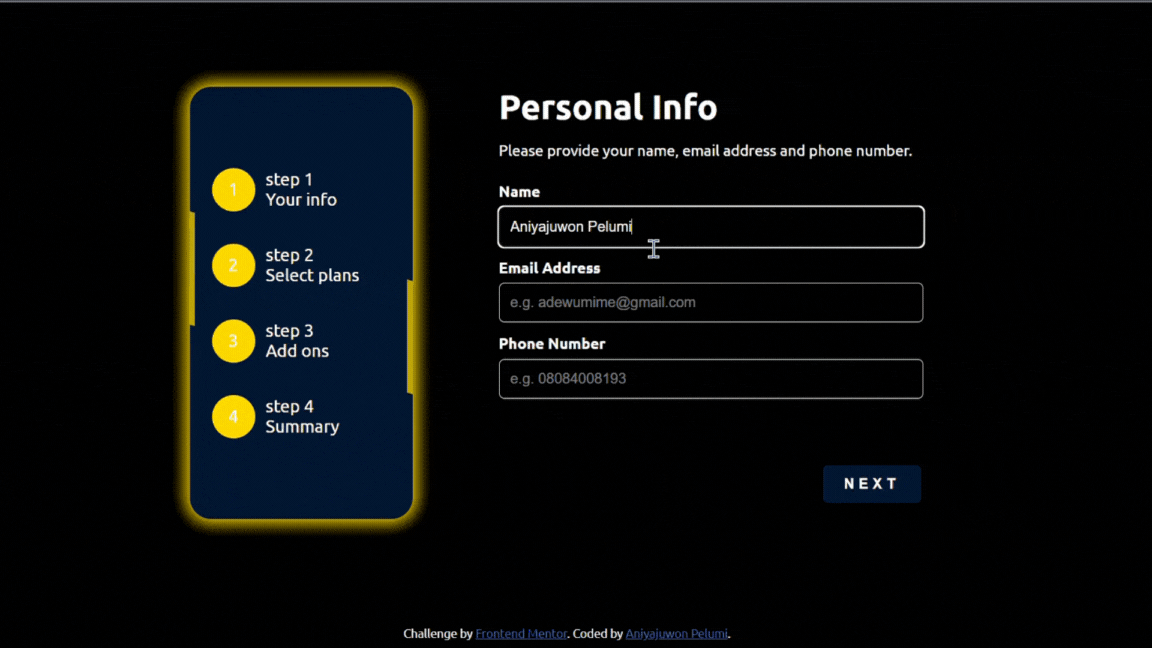 1
step 1
Your info
2
step 2
Select plans
3
step 3
Add ons
4
step 4
Summary
Personal Info
Please provide your name, email address and phone number.
Name
Aniyajuwon Pelumi
Email Address
e.g. adewumime@gmail.com
Phone Number
e.g. 08084008193
NEXT
Challenge by Frontend Mentor. Coded by Aniyajuwon Pelumi.